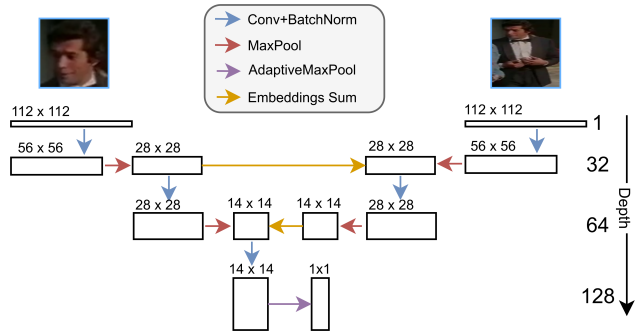 Conv+BatchNorm
MaxPool
AdaptiveMaxPool
Embeddings Sum
112 x 112
112 x 112
1
56 x 56
28 x 28
28 x 28
56 x 56
32
28 x 28
14 x 14
14 x 14
28 x 28
64
Depth
14 x 14
1x1
128